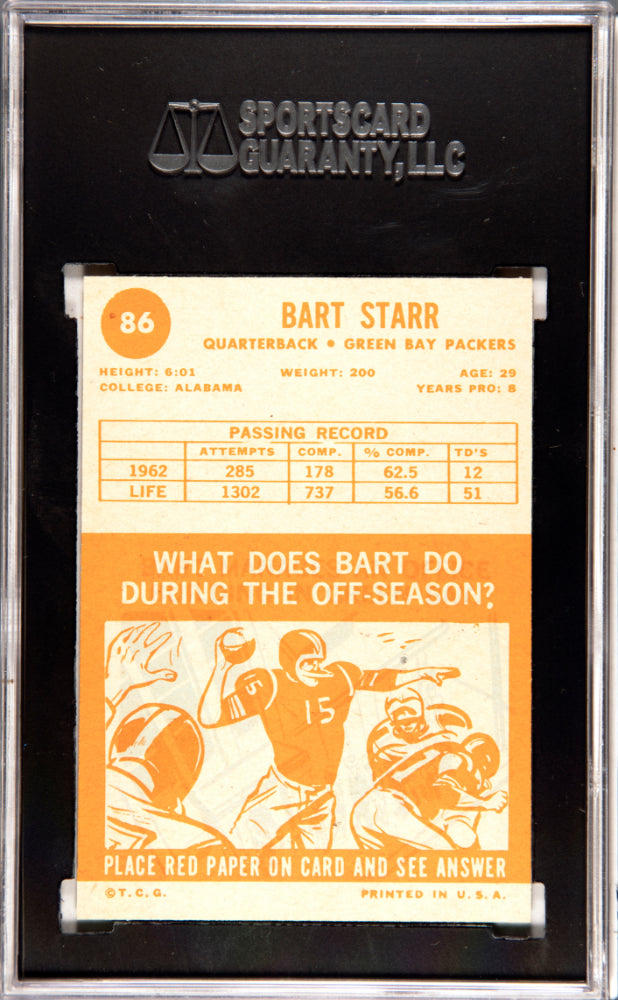 SPORTSCARD
GUARANTY, LLC
86
BART STARR
QUARTERBACK • GREEN BAY PACKERS
HEIGHT: 6:01 WEIGHT: 200 AGE: 29
COLLEGE: ALABAMA YEARS PRO: 8
PASSING RECORD
ATTEMPTS COMP. % COMP. TD'S
1962 285 178 62.5 12
LIFE 1302 737 56.6 51
WHAT DOES BART DO
DURING THE OFF-SEASON?
15
15
PLACE RED PAPER ON CARD AND SEE ANSWER
©T.C.G. PRINTED IN U.S.A.